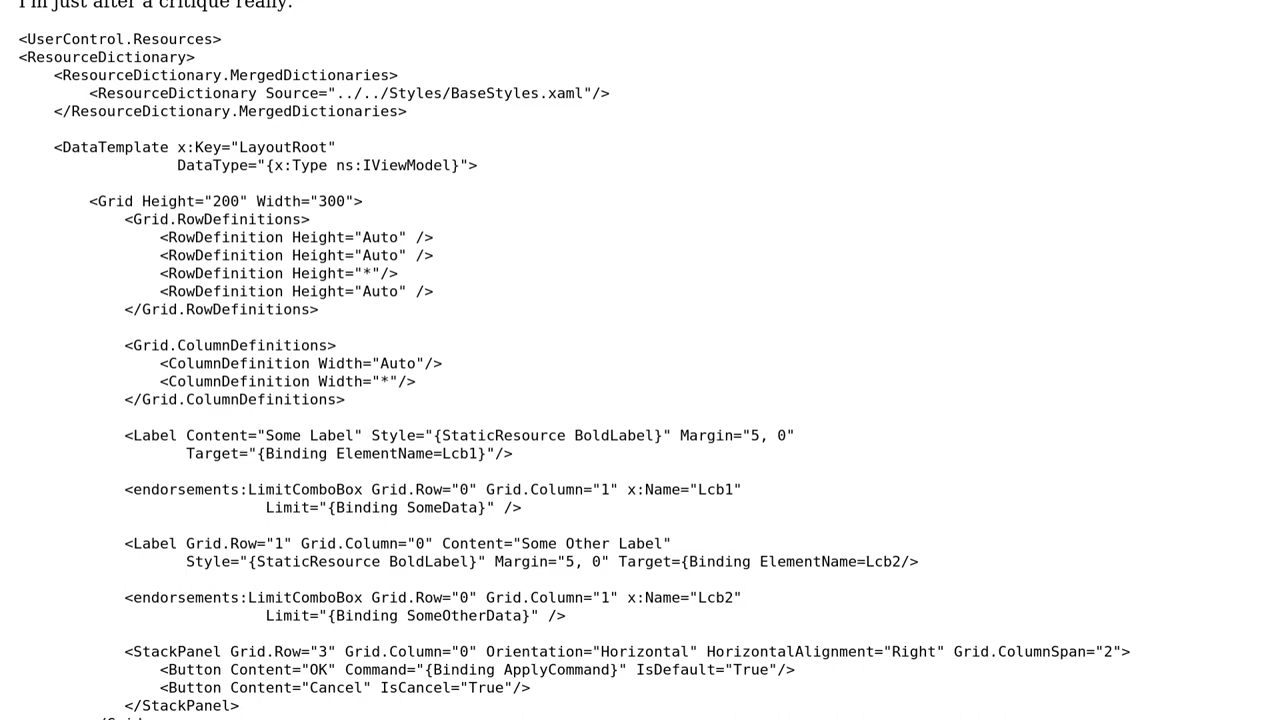 I'm just after a critique really.
<UserControl.Resources>
<ResourceDictionary>
    <ResourceDictionary.MergedDictionaries>
        <ResourceDictionary Source="../../Styles/BaseStyles.xaml"/>
    </ResourceDictionary.MergedDictionaries>

    <DataTemplate x:Key="LayoutRoot"
                  DataType="{x:Type ns:IViewModel}">

        <Grid Height="200" Width="300">
            <Grid.RowDefinitions>
                <RowDefinition Height="Auto" />
                <RowDefinition Height="Auto" />
                <RowDefinition Height="*"/>
                <RowDefinition Height="Auto" />
            </Grid.RowDefinitions>

            <Grid.ColumnDefinitions>
                <ColumnDefinition Width="Auto"/>
                <ColumnDefinition Width="*"/>
            </Grid.ColumnDefinitions>

            <Label Content="Some Label" Style="{StaticResource BoldLabel}" Margin="5, 0"
                   Target="{Binding ElementName=Lcb1}"/>

            <endorsements:LimitComboBox Grid.Row="0" Grid.Column="1" x:Name="Lcb1"
                            Limit="{Binding SomeData}" />

            <Label Grid.Row="1" Grid.Column="0" Content="Some Other Label"
                   Style="{StaticResource BoldLabel}" Margin="5, 0" Target={Binding ElementName=Lcb2/>

            <endorsements:LimitComboBox Grid.Row="0" Grid.Column="1" x:Name="Lcb2"
                            Limit="{Binding SomeOtherData}" />

            <StackPanel Grid.Row="3" Grid.Column="0" Orientation="Horizontal" HorizontalAlignment="Right" Grid.ColumnSpan="2">
                <Button Content="OK" Command="{Binding ApplyCommand}" IsDefault="True"/>
                <Button Content="Cancel" IsCancel="True"/>
            </StackPanel>